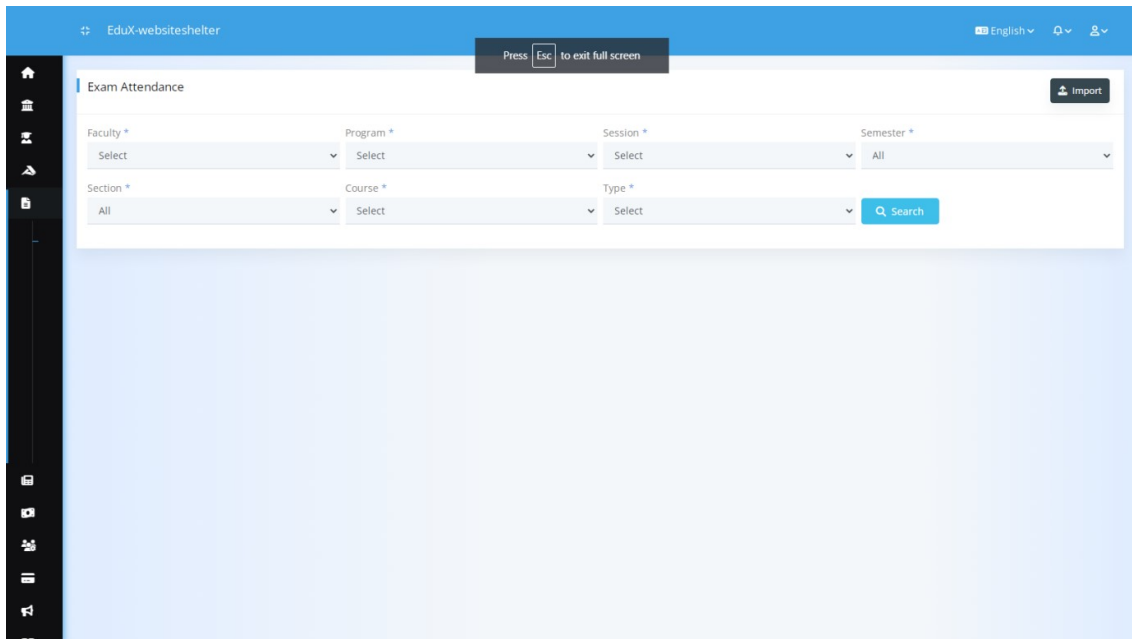 EduX-websiteshelter
English
Press Esc to exit full screen
Exam Attendance
Import
Faculty * Program * Session * Semester *
Select Select Select All
Section * Course * Type *
All Select Select Search